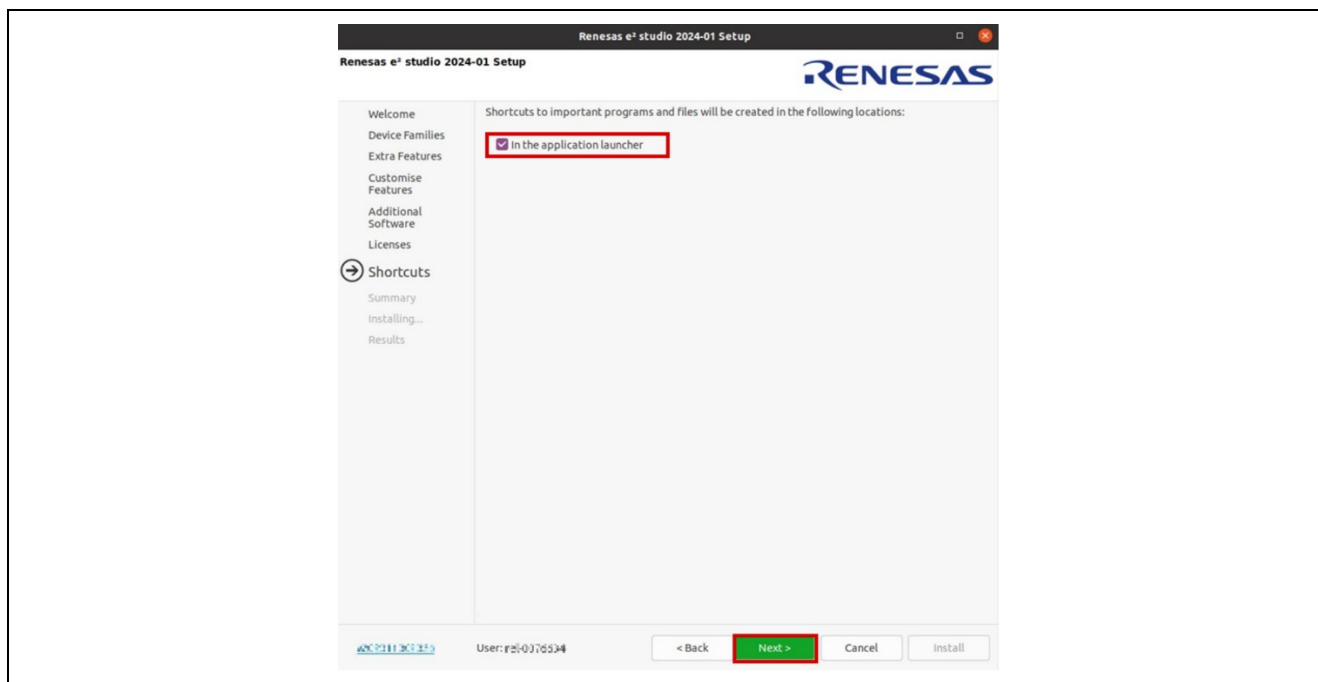 Renesas e² studio 2024-01 Setup
Renesas e² studio 2024-01 Setup
RENESAS
Welcome
Device Families
Extra Features
Customise
Features
Additional
Software
Licenses
Shortcuts
Summary
Installing...
Results
Shortcuts to important programs and files will be created in the following locations:
In the application launcher
User:
< Back
Next >
Cancel
Install